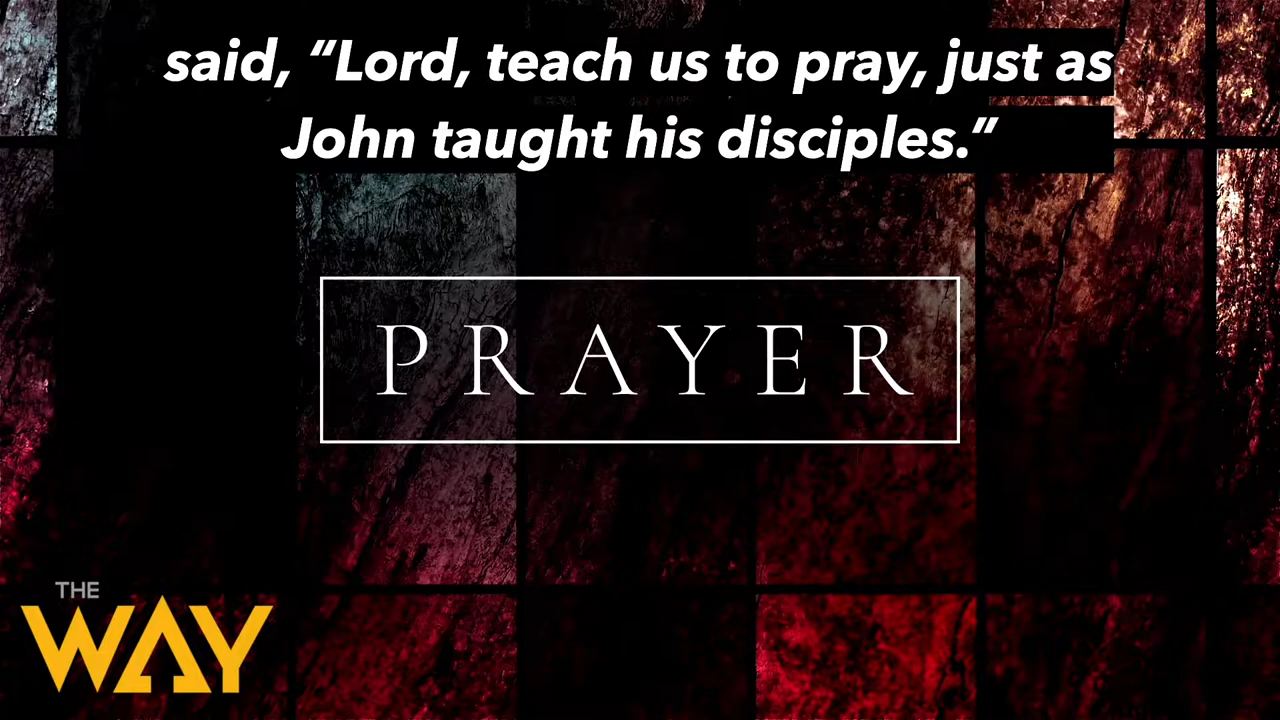 said, “Lord, teach us to pray, just as
John taught his disciples.”
PRAYER
THE
WAY